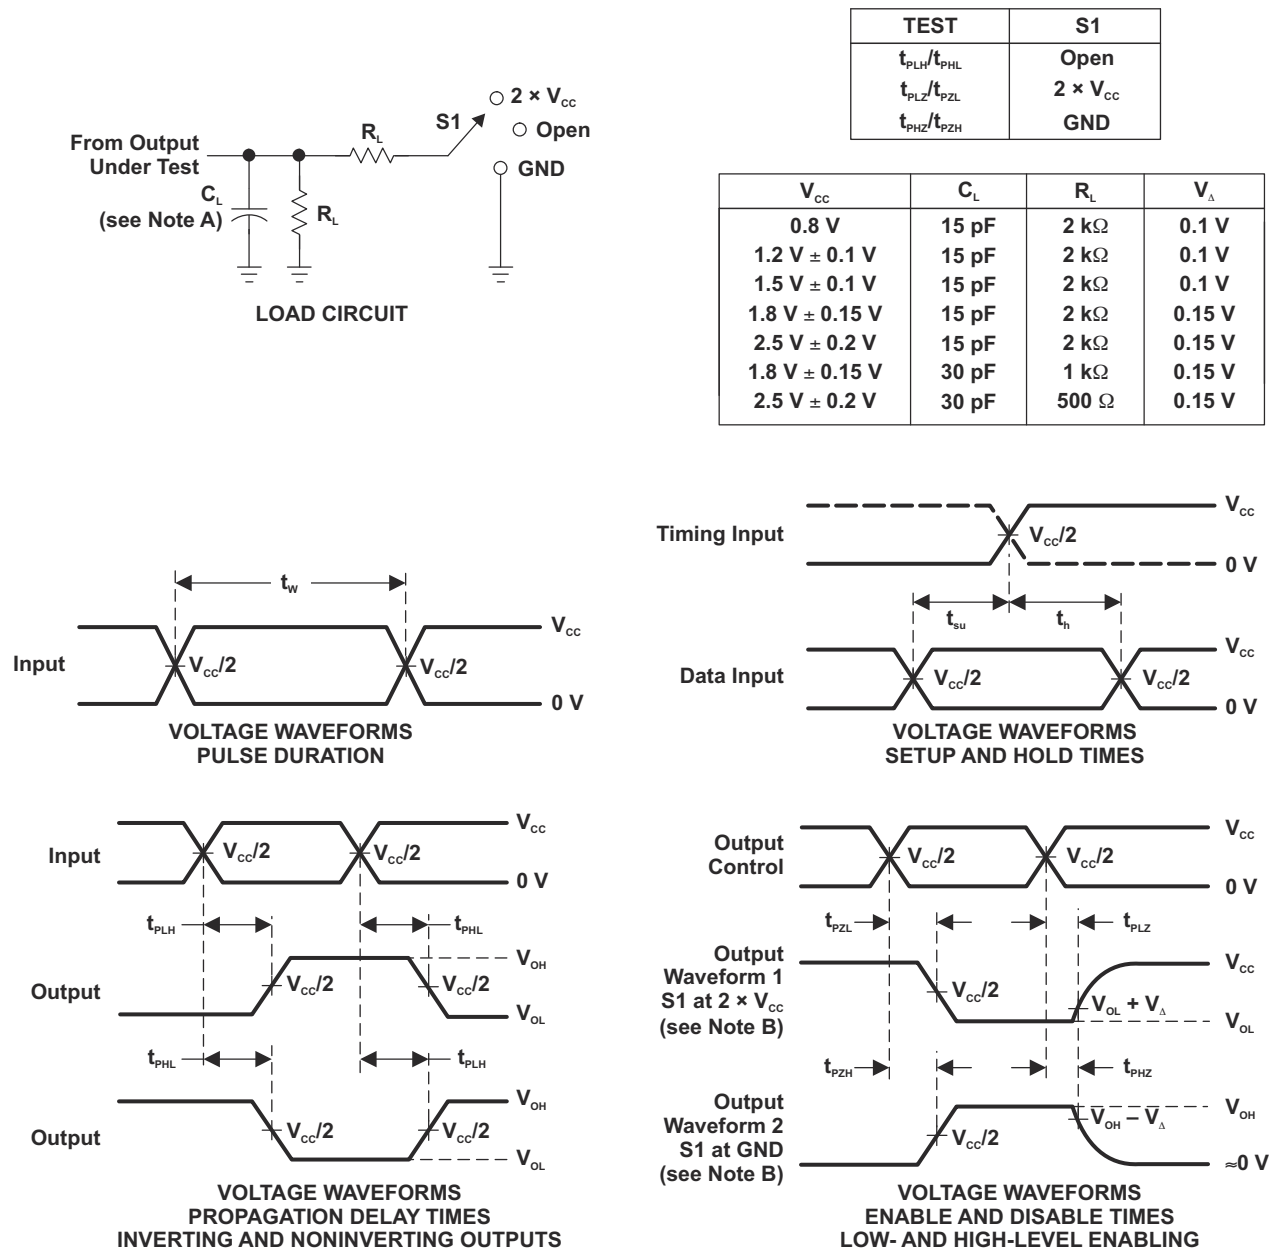 TEST S1
tPLH/tPHL Open
tPLZ/tPZL 2 × VCC
tPHZ/tPZH GND
2 × VCC
S1
Open
RL
From Output
Under Test
GND
CL
(see Note A)
RL
LOAD CIRCUIT
VCC CL RL VΔ
0.8 V 15 pF 2 kΩ 0.1 V
1.2 V ± 0.1 V 15 pF 2 kΩ 0.1 V
1.5 V ± 0.1 V 15 pF 2 kΩ 0.1 V
1.8 V ± 0.15 V 15 pF 2 kΩ 0.15 V
2.5 V ± 0.2 V 15 pF 2 kΩ 0.15 V
1.8 V ± 0.15 V 30 pF 1 kΩ 0.15 V
2.5 V ± 0.2 V 30 pF 500 Ω 0.15 V
tW
VCC
Input
VCC/2
VCC/2
0 V
VOLTAGE WAVEFORMS
PULSE DURATION
VCC
Timing Input
VCC/2
0 V
tsu
th
VCC
Data Input
VCC/2
VCC/2
0 V
VOLTAGE WAVEFORMS
SETUP AND HOLD TIMES
VCC
Input
VCC/2
VCC/2
0 V
tPLH
tPHL
VOH
Output
VCC/2
VCC/2
VOL
tPHL
tPLH
VOH
Output
VCC/2
VCC/2
VOL
VOLTAGE WAVEFORMS
PROPAGATION DELAY TIMES
INVERTING AND NONINVERTING OUTPUTS
VCC
Output
Control
VCC/2
VCC/2
0 V
tPZL
tPLZ
Output
Waveform 1
S1 at 2 × VCC
(see Note B)
VCC
VCC/2
VOL + VΔ
VOL
tPZH
tPHZ
Output
Waveform 2
S1 at GND
(see Note B)
VOH
VOH − VΔ
VCC/2
≈0 V
VOLTAGE WAVEFORMS
ENABLE AND DISABLE TIMES
LOW- AND HIGH-LEVEL ENABLING